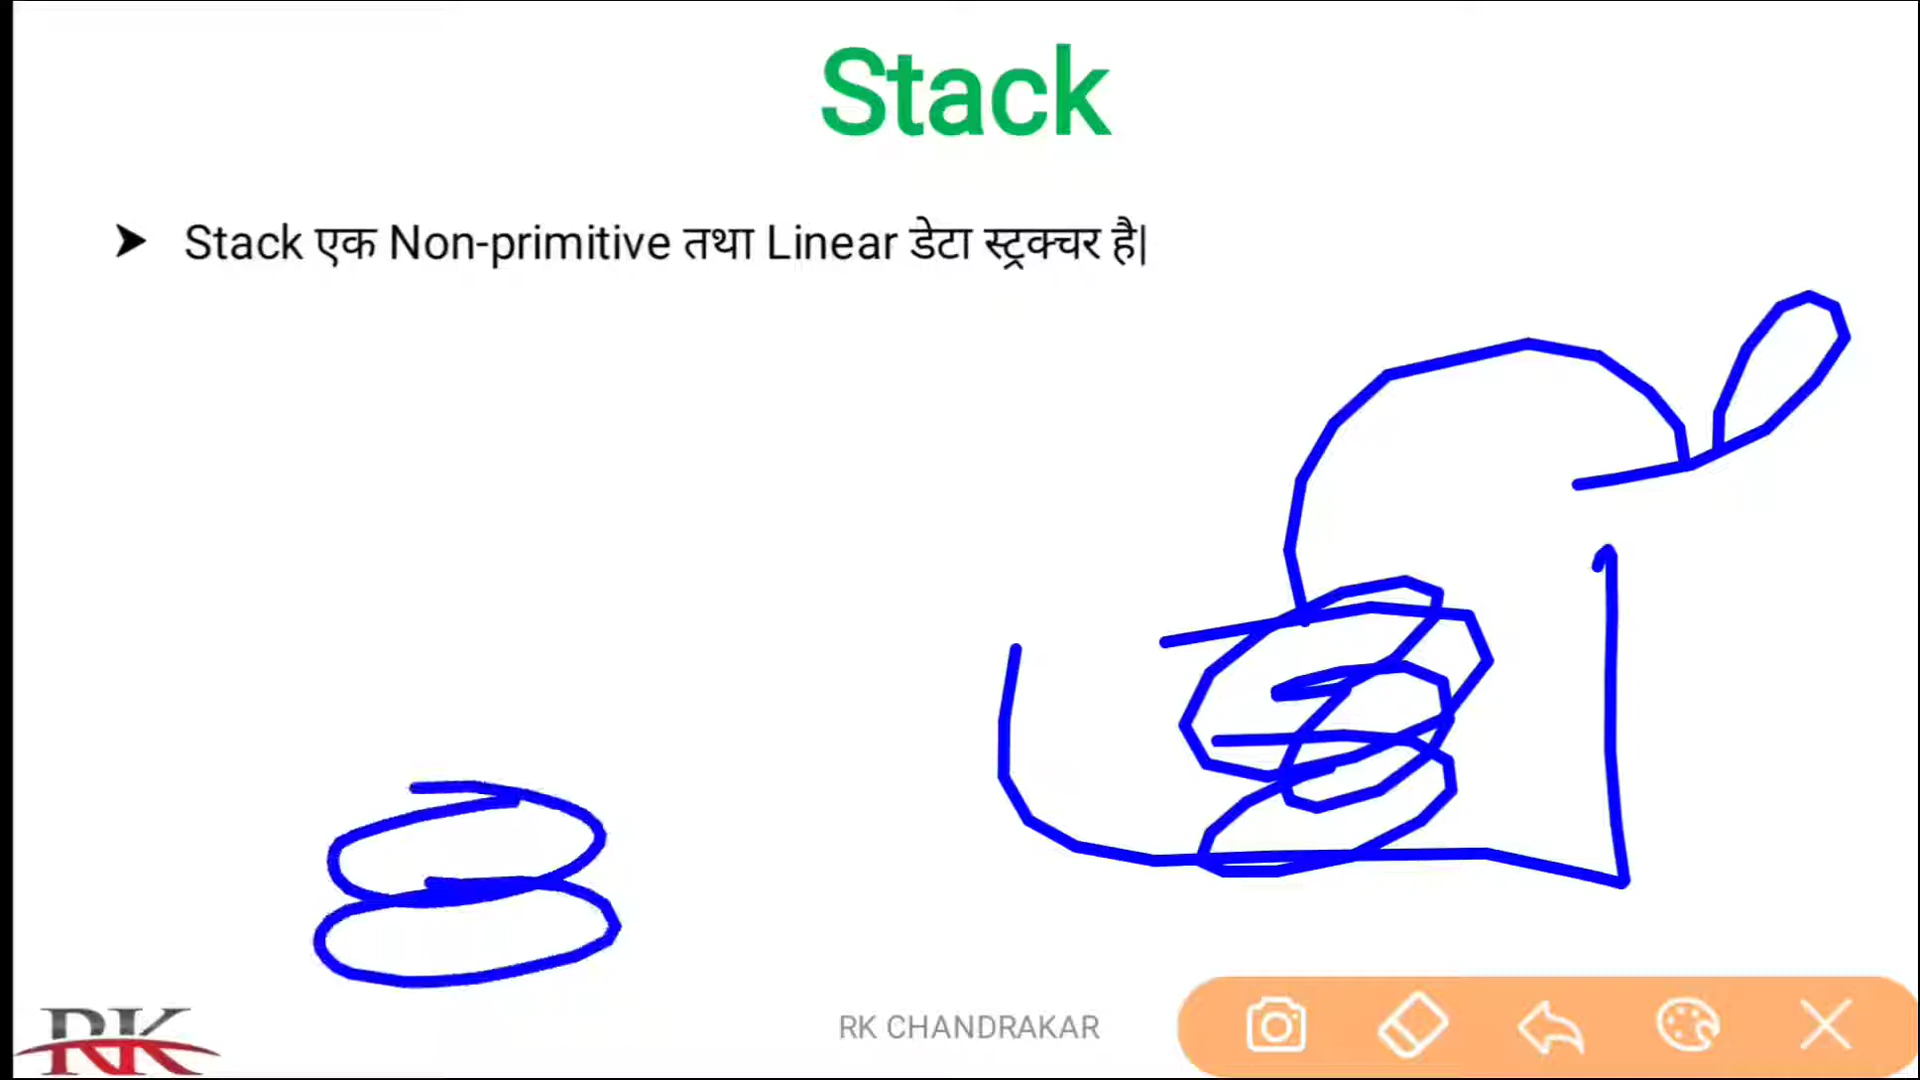 Stack
➤ Stack एक Non-primitive तथा Linear डेटा स्ट्रक्चर है|
RK
RK CHANDRAKAR